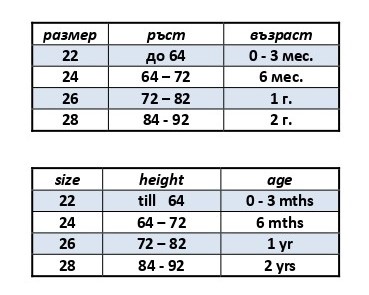 размер ръст възраст
22 до 64 0 - 3 мес.
24 64 – 72 6 мес.
26 72 – 82 1 г.
28 84 - 92 2 г.
size height age
22 till 64 0 - 3 mths
24 64 – 72 6 mths
26 72 – 82 1 yr
28 84 - 92 2 yrs